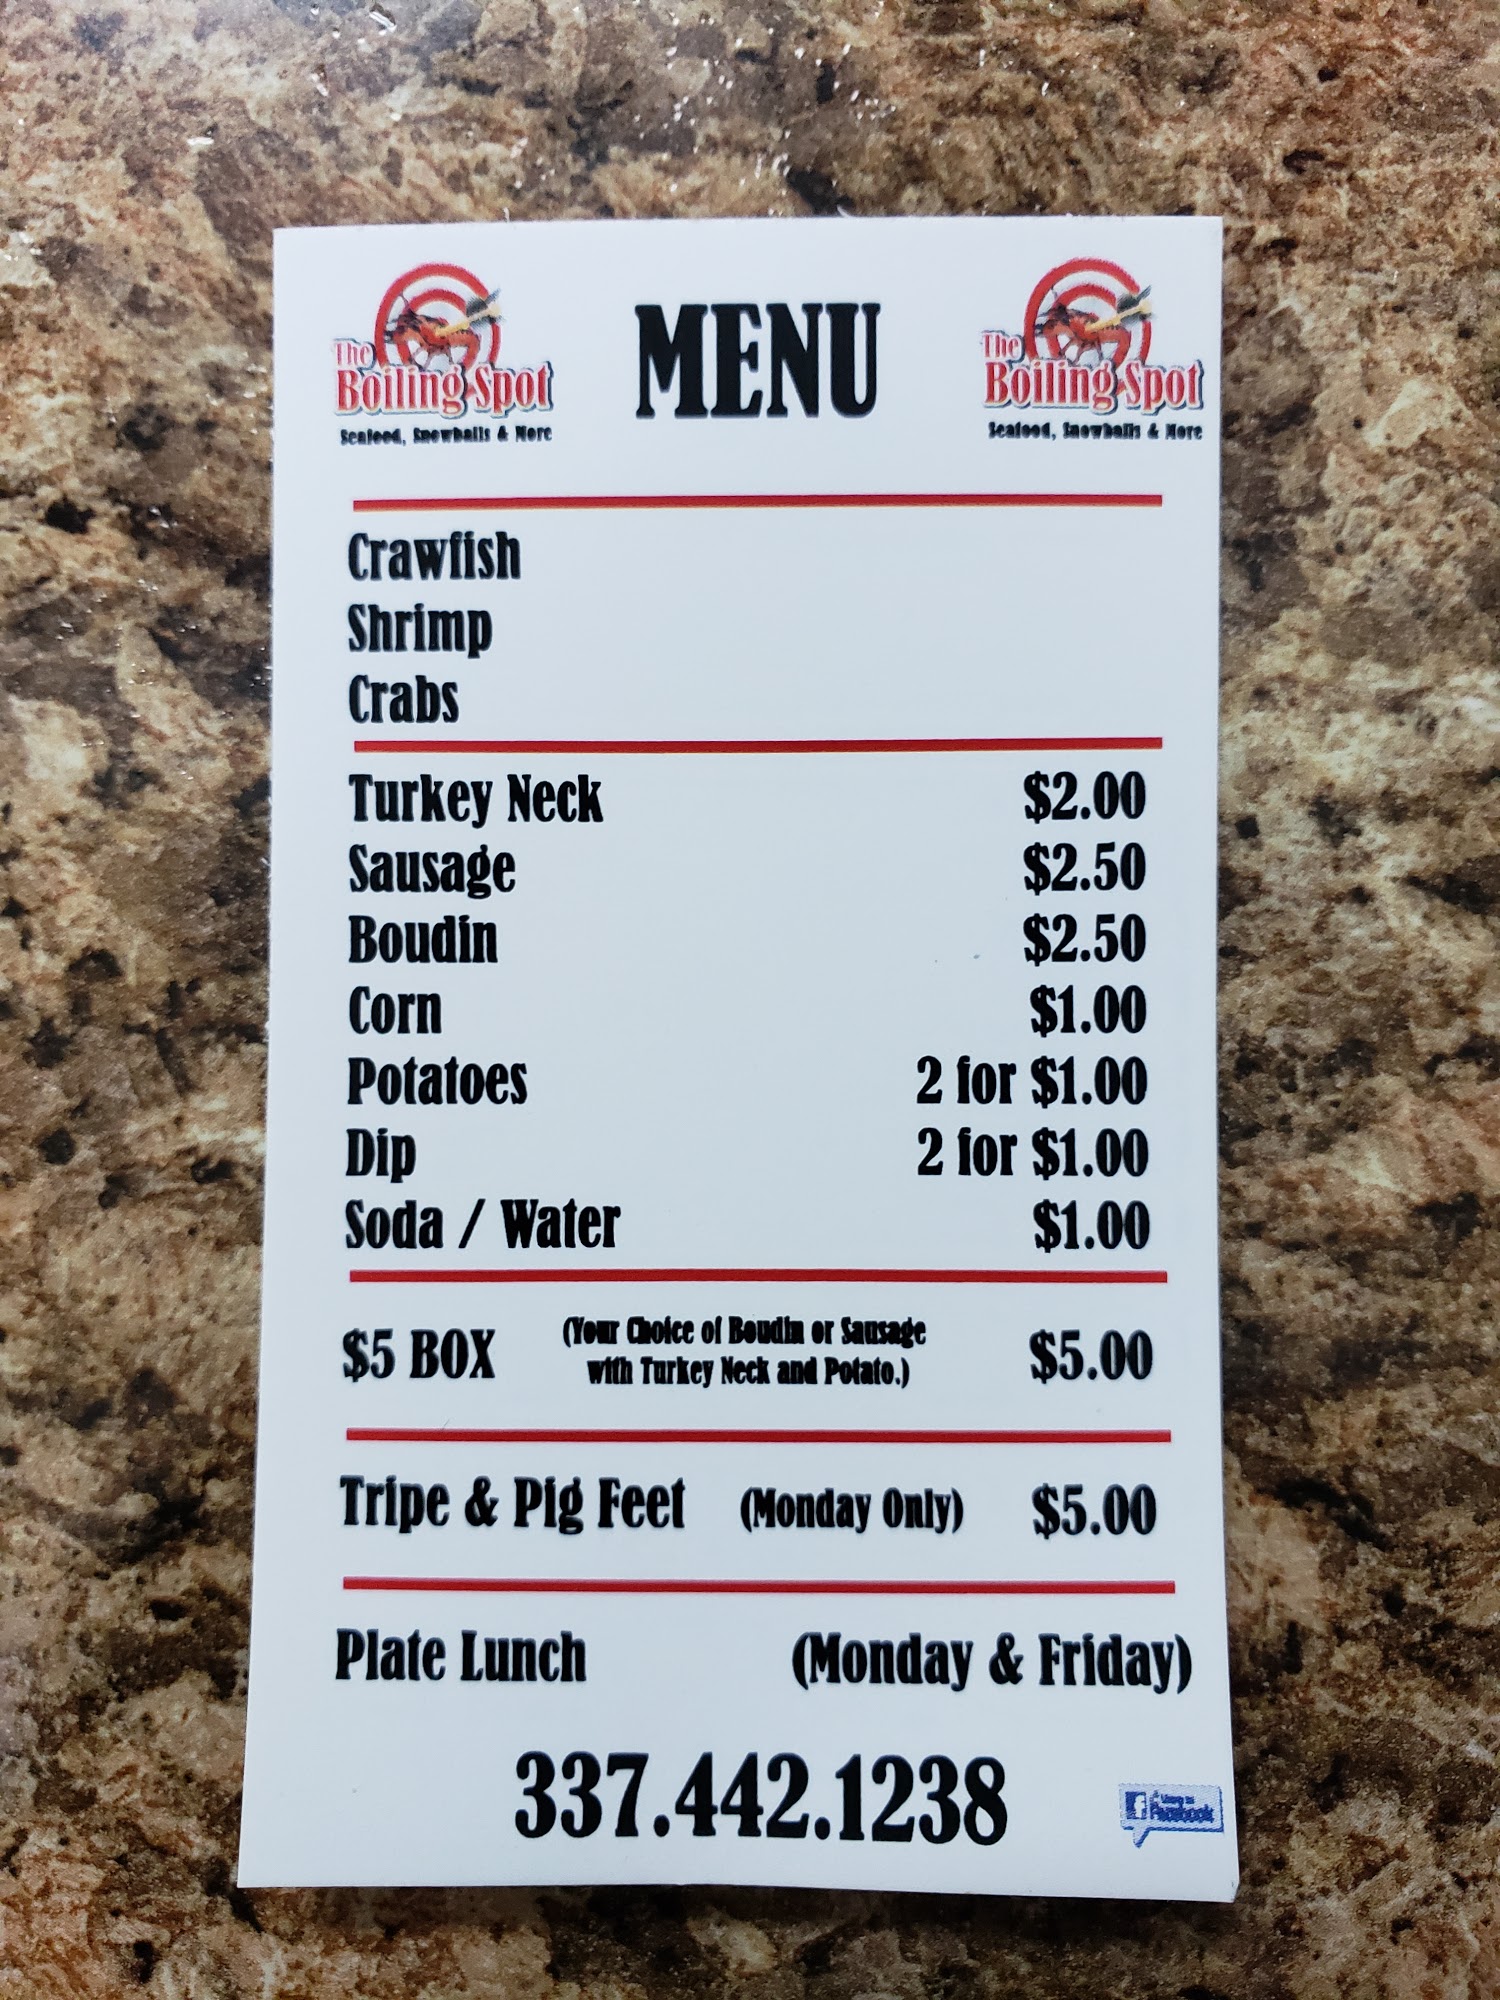 The
Boiling Spot
Seafood, Snowballs & More
MENU
The
Boiling Spot
Seafood, Snowballs & More
Crawfish
Shrimp
Crabs
Turkey Neck $2.00
Sausage $2.50
Boudin $2.50
Corn $1.00
Potatoes 2 for $1.00
Dip 2 for $1.00
Soda / Water $1.00
$5 BOX (Your Choice of Boudin or Sausage
with Turkey Neck and Potato.) $5.00
Tripe & Pig Feet (Monday Only) $5.00
Plate Lunch (Monday & Friday)
337.442.1238
f
Facebook